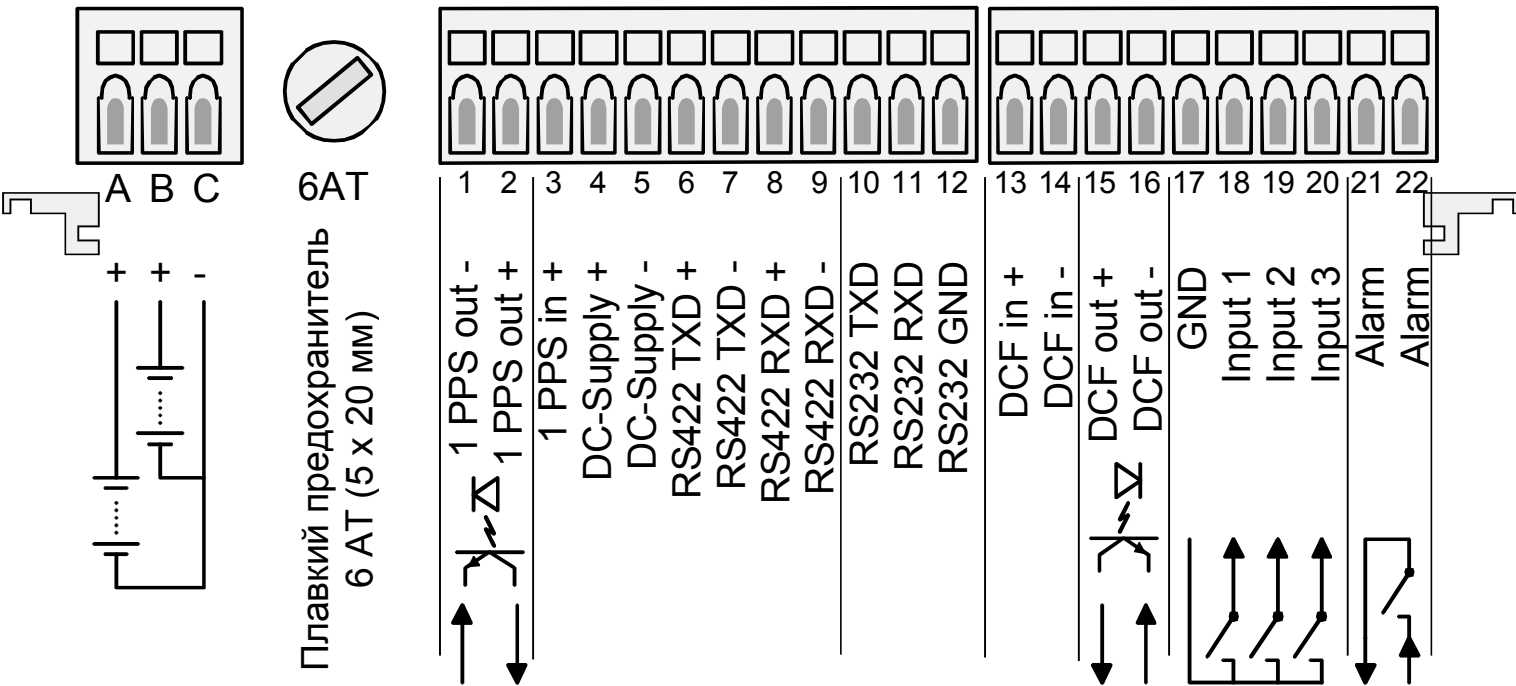 A B C
6AT
1 2 3 4 5 6 7 8 9 10 11 12
13 14 15 16 17 18 19 20 21 22
+ + -
Плавкий предохранитель
6 AT (5 x 20 мм)
1 PPS out -
1 PPS out +
1 PPS in +
DC-Supply +
DC-Supply -
RS422 TXD +
RS422 TXD -
RS422 RXD +
RS422 RXD -
RS232 TXD
RS232 RXD
RS232 GND
DCF in +
DCF in -
DCF out +
DCF out -
GND
Input 1
Input 2
Input 3
Alarm
Alarm